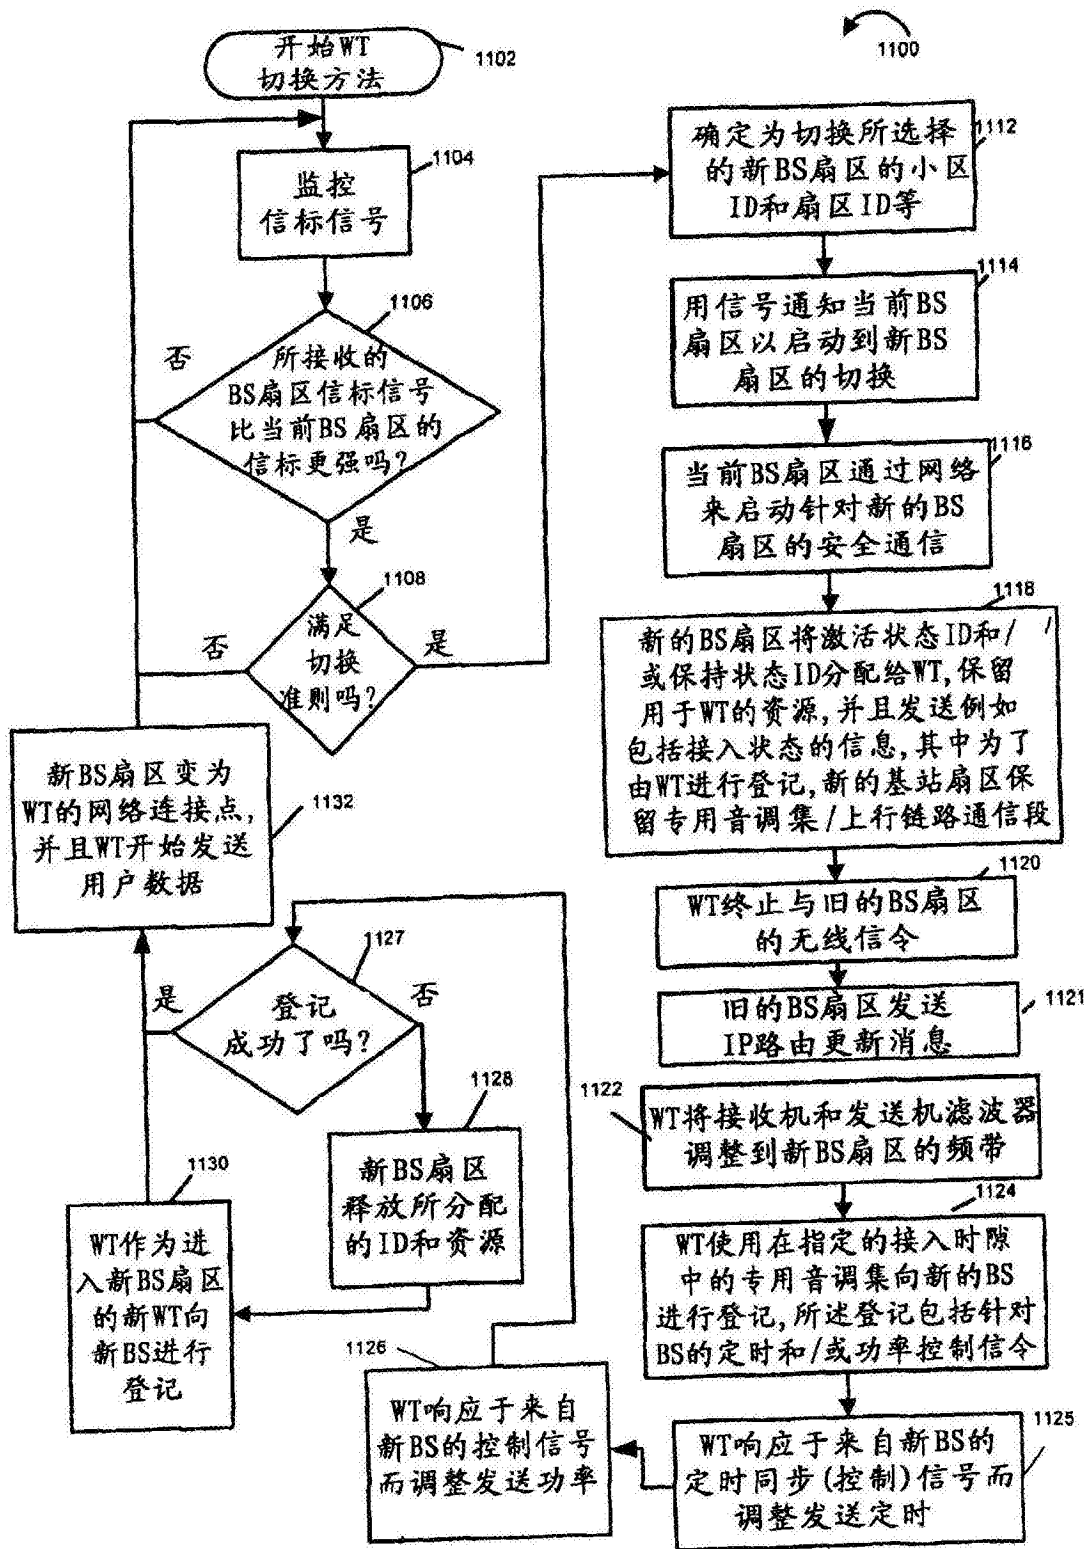 1100
开始WT
切换方法
1102
监控
信标信号
1104
所接收的
BS扇区信标信号
比当前BS扇区的
信标更强吗?
1106
否
是
满足
切换
准则吗?
1108
否
是
确定为切换所选择
的新BS扇区的小区
ID和扇区ID等
1112
用信号通知当前BS
扇区以启动到新BS
扇区的切换
1114
当前BS扇区通过网络
来启动针对新的BS
扇区的安全通信
1116
新的BS扇区将激活状态ID和/
或保持状态ID分配给WT,保留
用于WT的资源,并且发送例如
包括接入状态的信息,其中为了
由WT进行登记,新的基站扇区保
留专用音调集/上行链路通信段
1118
WT终止与旧的BS扇区
的无线信令
1120
旧的BS扇区发送
IP路由更新消息
1121
WT将接收机和发送机滤波器
调整到新BS扇区的频带
1122
WT使用在指定的接入时隙
中的专用音调集向新的BS
进行登记,所述登记包括针对
BS的定时和/或功率控制信令
1124
WT响应于来自新BS的
定时同步(控制)信号而
调整发送定时
1125
WT响应于来自
新BS的控制信号
而调整发送功率
1126
登记
成功了吗?
1127
是
否
新BS扇区
释放所分配
的ID和资源
1128
WT作为进
入新BS扇区
的新WT向
新BS进行
登记
1130
新BS扇区变为
WT的网络连接点,
并且WT开始发送
用户数据
1132